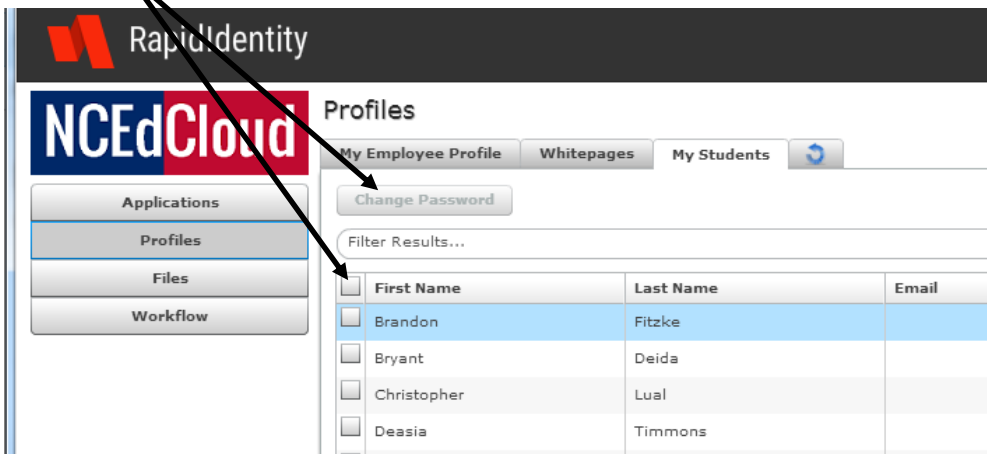 RapidIdentity
NCEdCloud
Applications
Profiles
Files
Workflow
Profiles
My Employee Profile Whitepages My Students
Change Password
Filter Results...
First Name Last Name Email
Brandon Fitzke
Bryant Deida
Christopher Lual
Deasia Timmons